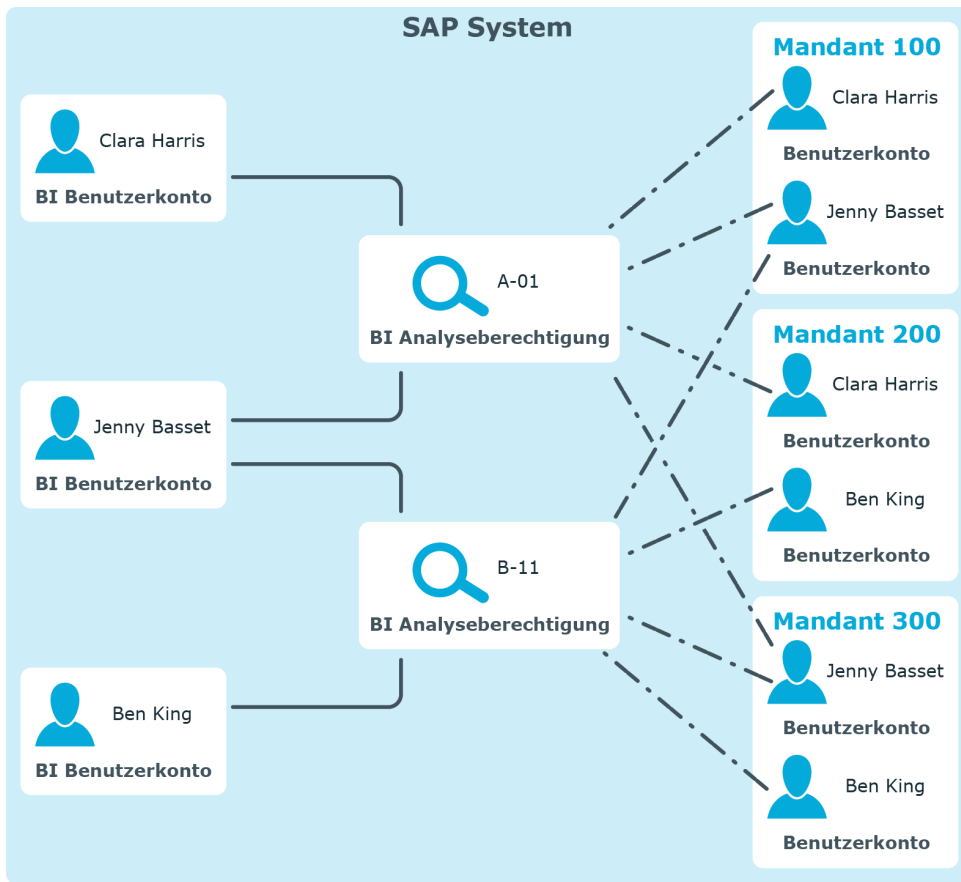 SAP System
Clara Harris
BI Benutzerkonto
Jenny Basset
BI Benutzerkonto
Ben King
BI Benutzerkonto
A-01
BI Analyseberechtigung
B-11
BI Analyseberechtigung
Mandant 100
Clara Harris
Benutzerkonto
Jenny Basset
Benutzerkonto
Mandant 200
Clara Harris
Benutzerkonto
Ben King
Benutzerkonto
Mandant 300
Jenny Basset
Benutzerkonto
Ben King
Benutzerkonto